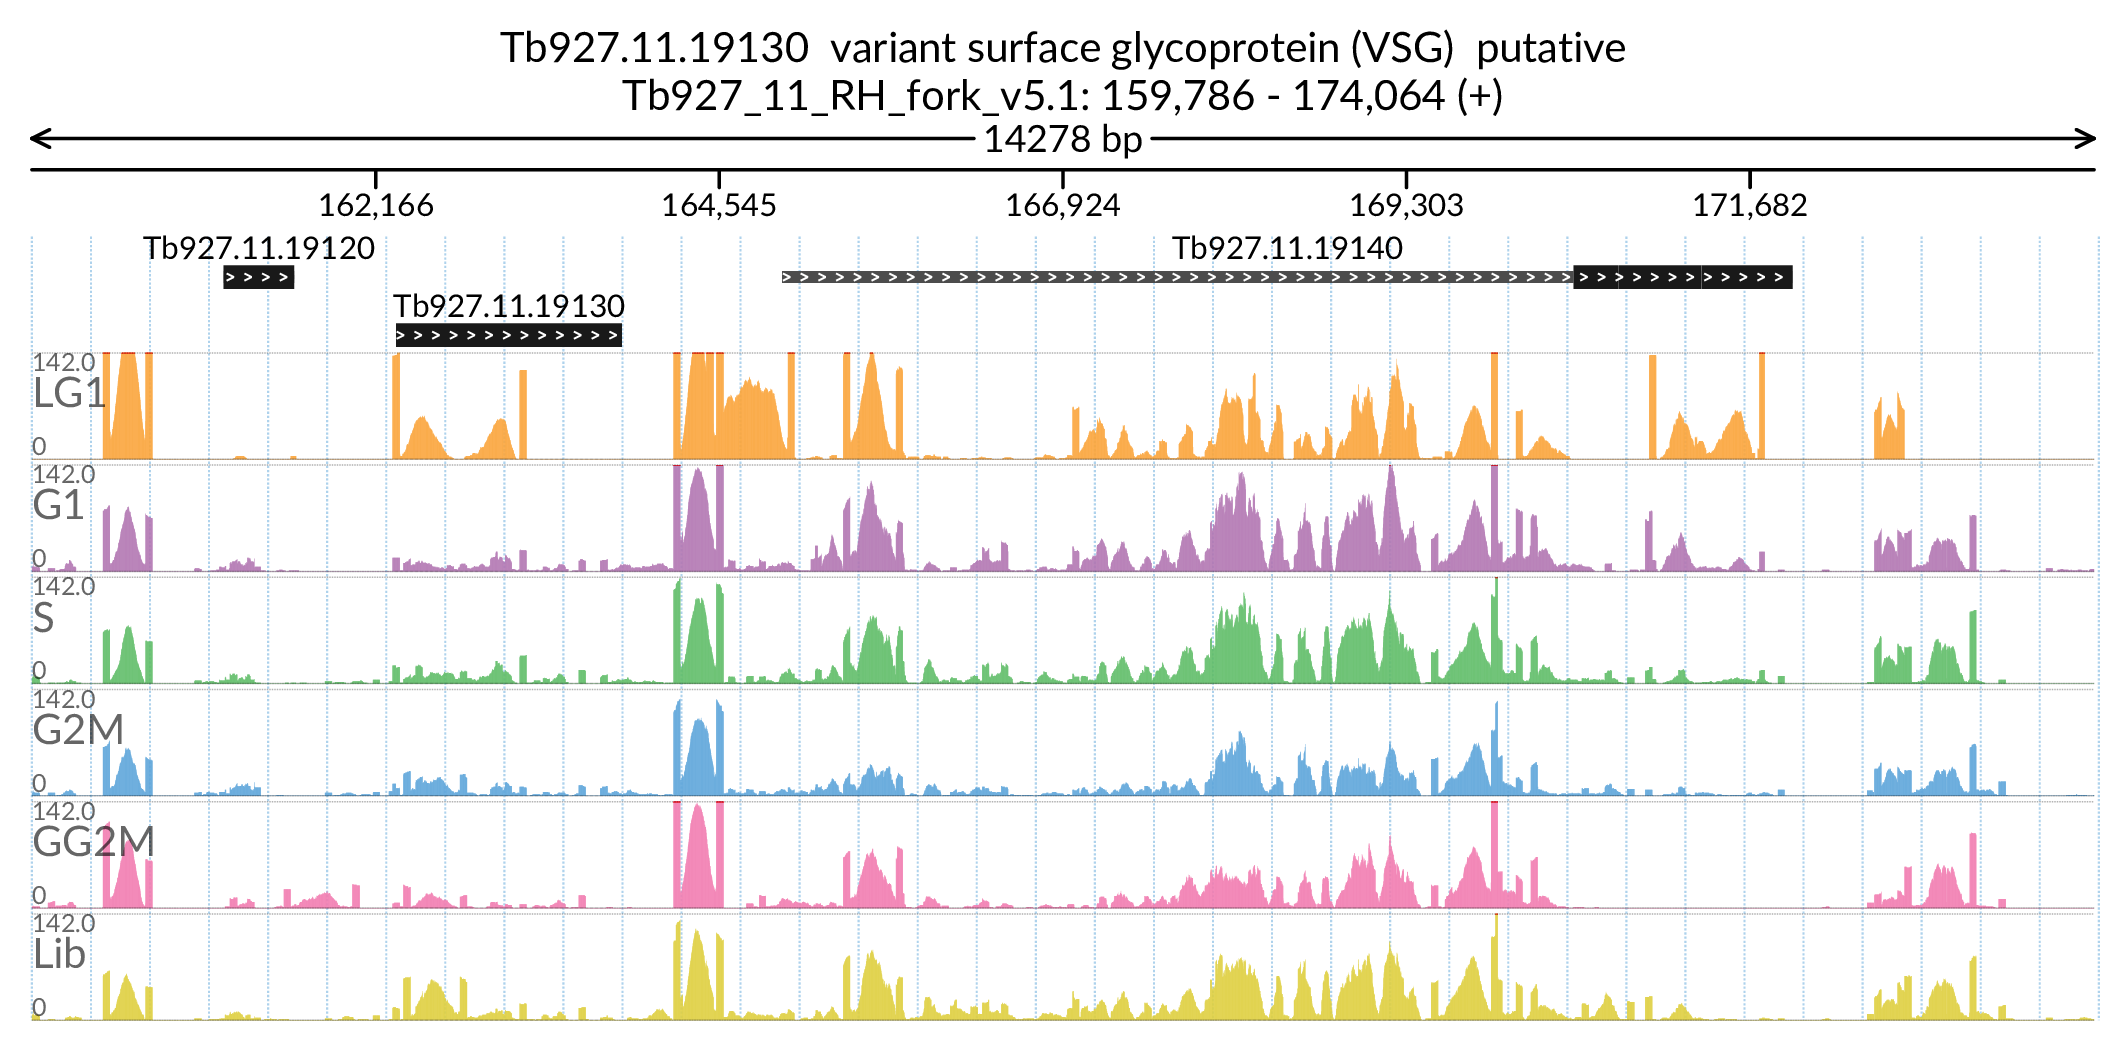 Tb927.11.19130 variant surface glycoprotein (VSG) putative
Tb927_11_RH_fork_v5.1: 159,786 - 174,064 (+)
14278 bp
162,166 164,545 166,924 169,303 171,682
Tb927.11.19120 Tb927.11.19140
Tb927.11.19130
142.0
LG1
0
142.0
G1
0
142.0
S
0
142.0
G2M
0
142.0
GG2M
0
142.0
Lib
0